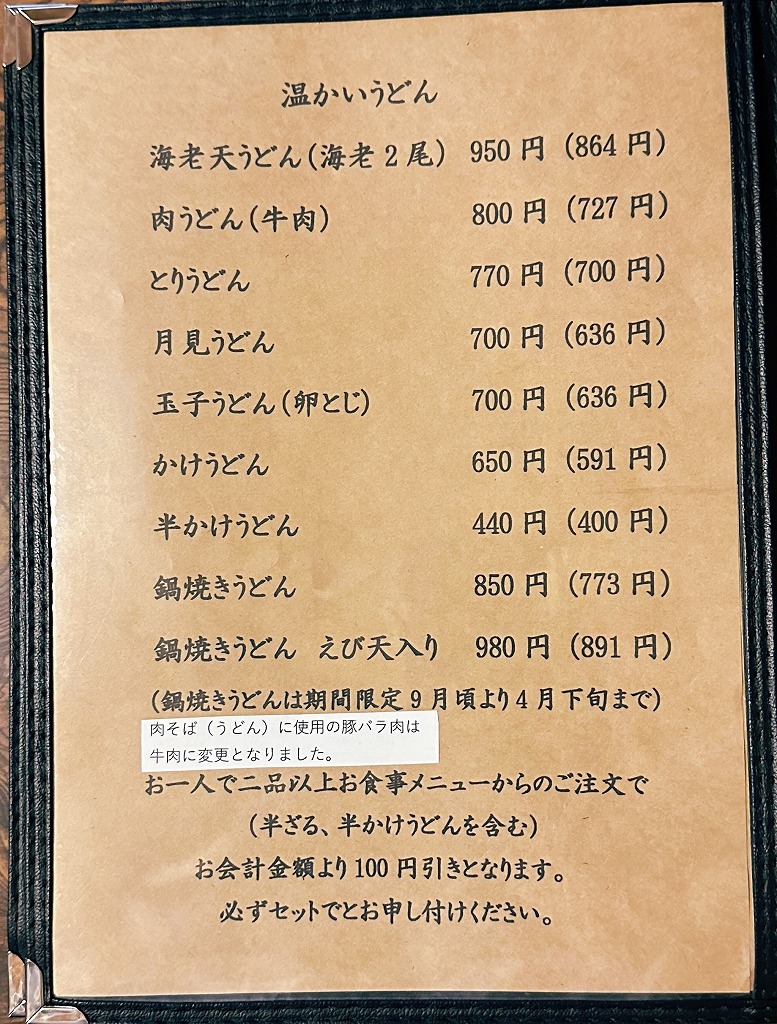 温かいうどん
海老天うどん(海老2尾) 950円 (864円)
肉うどん(牛肉) 800円 (727円)
とりうどん 770円 (700円)
月見うどん 700円 (636円)
玉子うどん(卵とじ) 700円 (636円)
かけうどん 650円 (591円)
半かけうどん 440円 (400円)
鍋焼きうどん 850円 (773円)
鍋焼きうどん えび天入り 980円 (891円)
(鍋焼きうどんは期間限定9月頃より4月下旬まで)
肉そば(うどん)に使用の豚バラ肉は
牛肉に変更となりました。
お一人で二品以上お食事メニューからのご注文で
(半ざる、半かけうどんを含む)
お会計金額より100円引きとなります。
必ずセットでとお申し付けください。